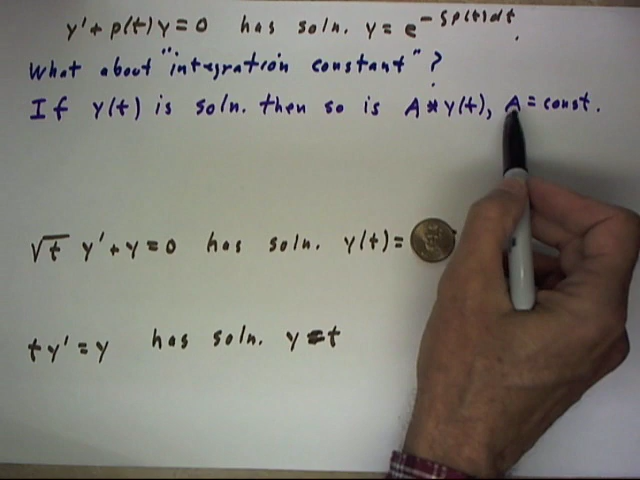 y' + p(t) y = 0 has soln. y = e^{-∫p(t)dt}.
What about "integration constant"?
If y(t) is soln. then so is A * y(t), A = const.
√t y' + y = 0 has soln. y(t) =
t y' = y has soln. y = t